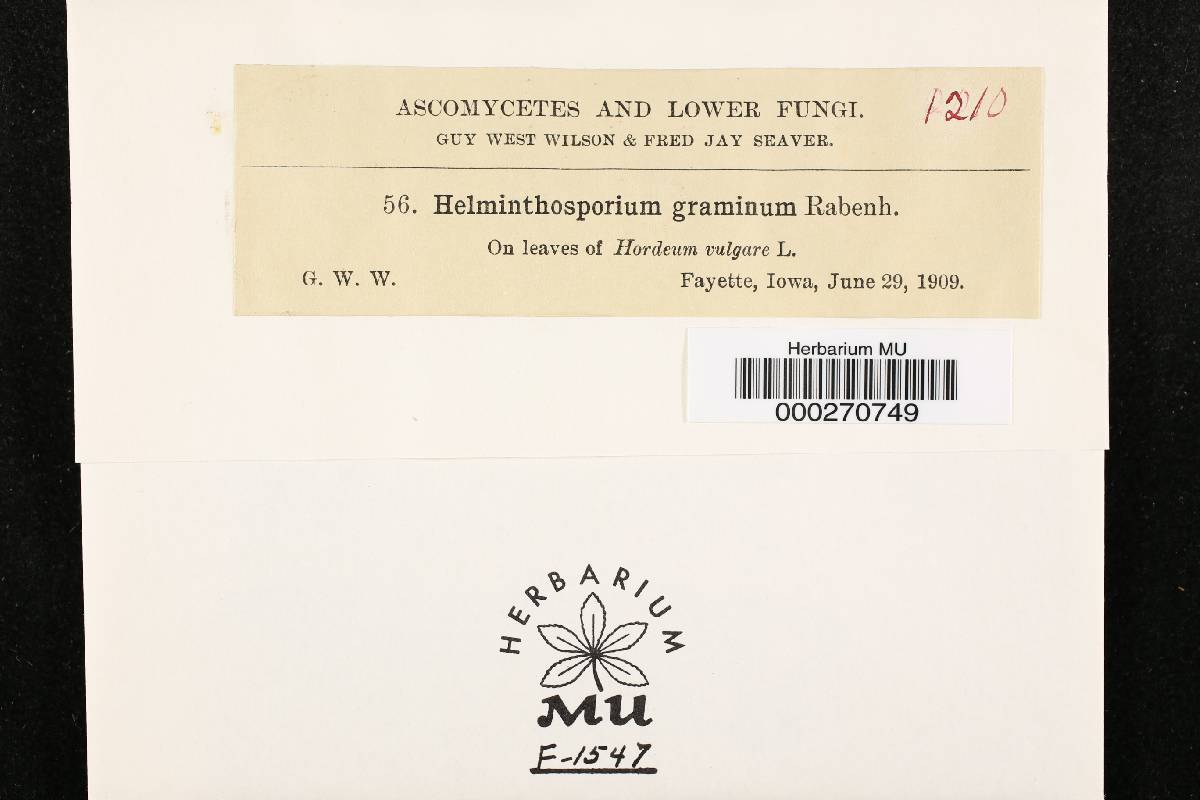 ASCOMYCETES AND LOWER FUNGI.
1210
GUY WEST WILSON & FRED JAY SEAVER.
56. Helminthosporium graminum Rabenh.
On leaves of Hordeum vulgare L.
G. W. W. Fayette, Iowa, June 29, 1909.
Herbarium MU
000270749
HERBARIUM
MU
F-1547